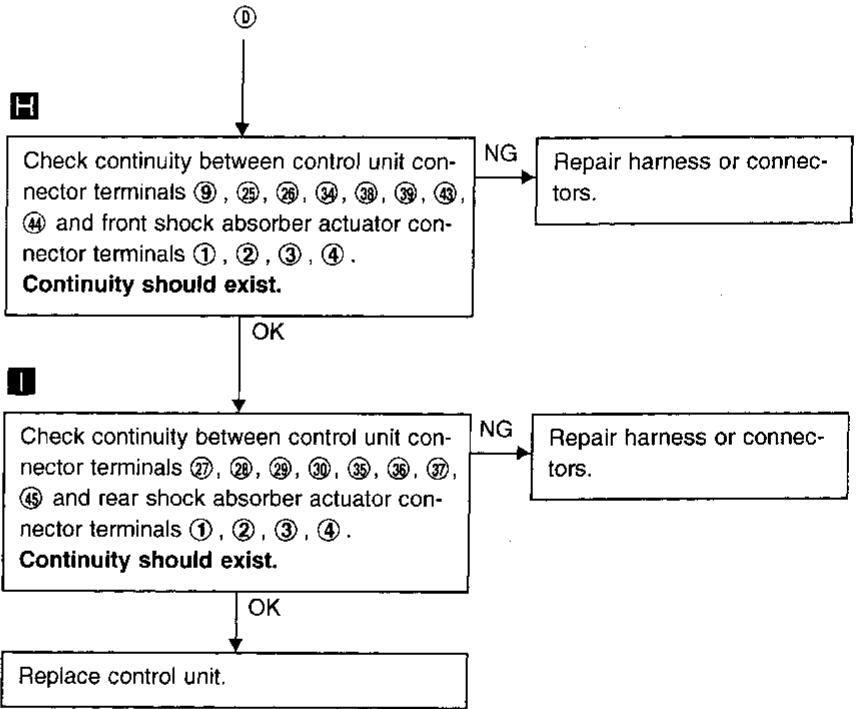 Ⓓ
H
Check continuity between control unit con-
nector terminals ⑨, ㉕, ㉖, ㉞, ㊳, ㊴, ㊸,
㊹ and front shock absorber actuator con-
nector terminals ①, ②, ③, ④.
Continuity should exist.
NG
Repair harness or connec-
tors.
OK
I
Check continuity between control unit con-
nector terminals ㉗, ㉘, ㉙, ㉚, ㉟, ㊱, ㊲,
㊺ and rear shock absorber actuator con-
nector terminals ①, ②, ③, ④.
Continuity should exist.
NG
Repair harness or connec-
tors.
OK
Replace control unit.